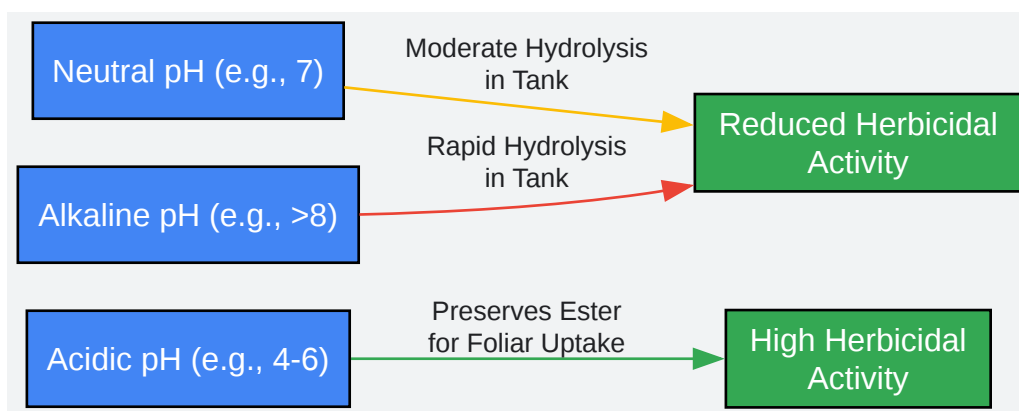 Neutral pH (e.g., 7)
Moderate Hydrolysis
in Tank
Reduced Herbicidal
Activity
Rapid Hydrolysis
in Tank
Alkaline pH (e.g., >8)
Acidic pH (e.g., 4-6)
Preserves Ester
for Foliar Uptake
High Herbicidal
Activity